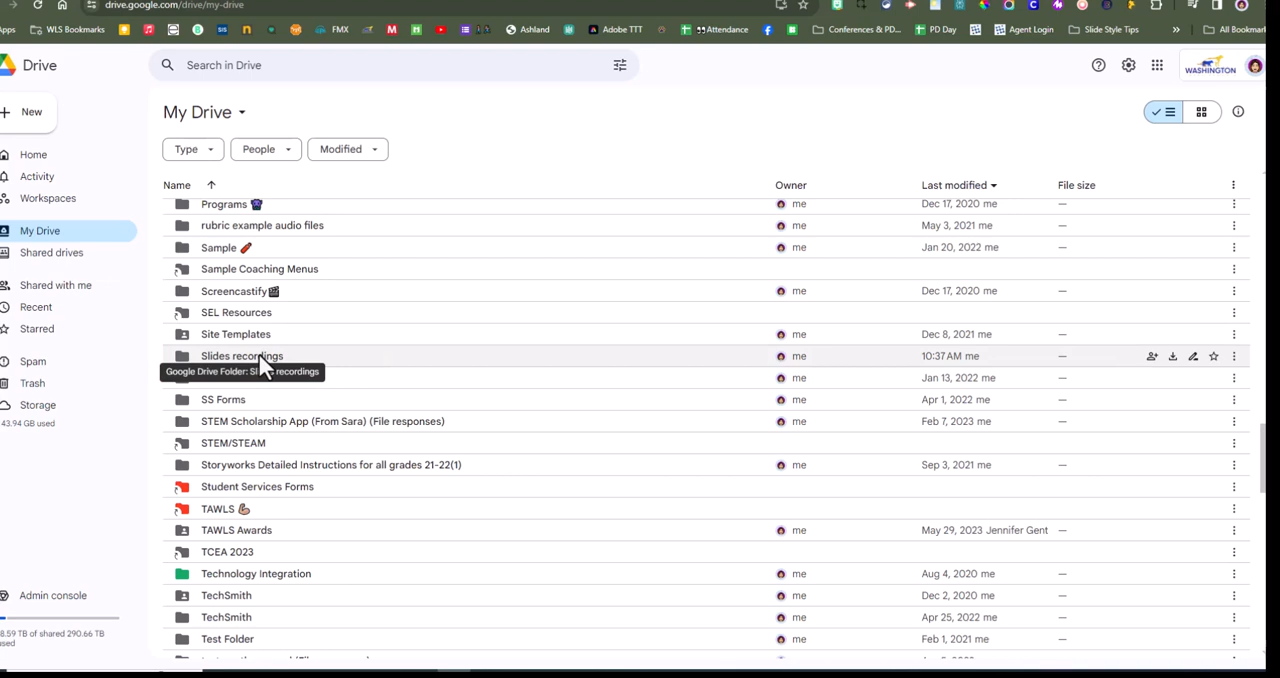 drive.google.com/drive/my-drive
Apps WLS Bookmarks FMX Ashland Adobe TTT Attendance Conferences & PD... PD Day Agent Login Slide Style Tips » All Bookmarks
Drive
Search in Drive
WASHINGTON
New
My Drive
Type People Modified
Home
Activity
Workspaces
My Drive
Shared drives
Shared with me
Recent
Starred
Spam
Trash
Storage
43.94 GB used
Admin console
8.59 TB of shared 290.66 TB
used
Name Owner Last modified File size
Programs me Dec 17, 2020 me —
rubric example audio files me May 3, 2021 me —
Sample me Jan 20, 2022 me —
Sample Coaching Menus
Screencastify me Dec 17, 2020 me —
SEL Resources
Site Templates me Dec 8, 2021 me —
Slides recordings me 10:37 AM me —
Google Drive Folder: Slides recordings
me Jan 13, 2022 me —
SS Forms me Apr 1, 2022 me —
STEM Scholarship App (From Sara) (File responses) me Feb 7, 2023 me —
STEM/STEAM
Storyworks Detailed Instructions for all grades 21-22(1) me Sep 3, 2021 me —
Student Services Forms
TAWLS
TAWLS Awards me May 29, 2023 Jennifer Gent
TCEA 2023
Technology Integration me Aug 4, 2020 me —
TechSmith me Dec 2, 2020 me —
TechSmith me Apr 25, 2022 me —
Test Folder me Feb 1, 2021 me —